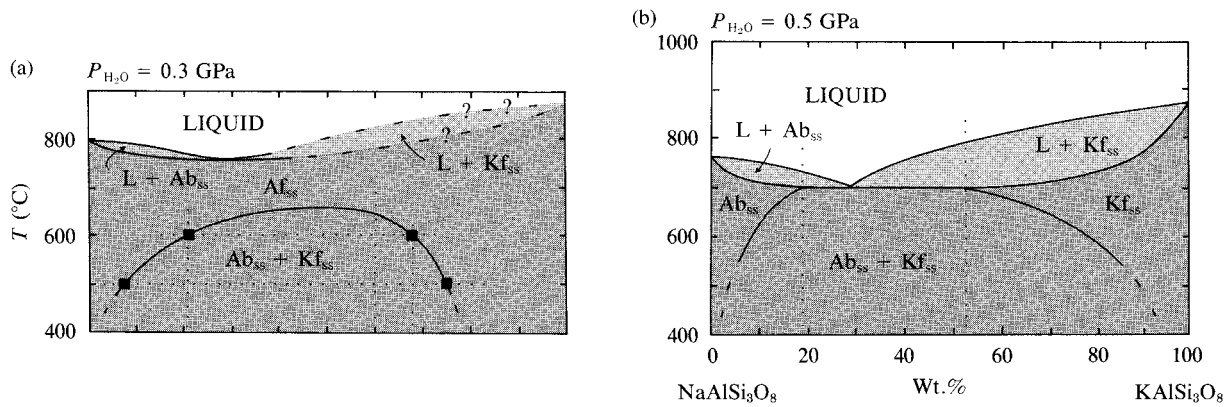 (a) P_H₂O = 0.3 GPa
LIQUID
? ? ?
800
L + Ab_ss
L + Kf_ss
Af_ss
T (°C)
600
Ab_ss + Kf_ss
400
(b) P_H₂O = 0.5 GPa
1000
LIQUID
L + Ab_ss
800
L + Kf_ss
Ab_ss
Kf_ss
600
Ab_ss + Kf_ss
400
0 20 40 60 80 100
NaAlSi₃O₈ Wt.% KAlSi₃O₈